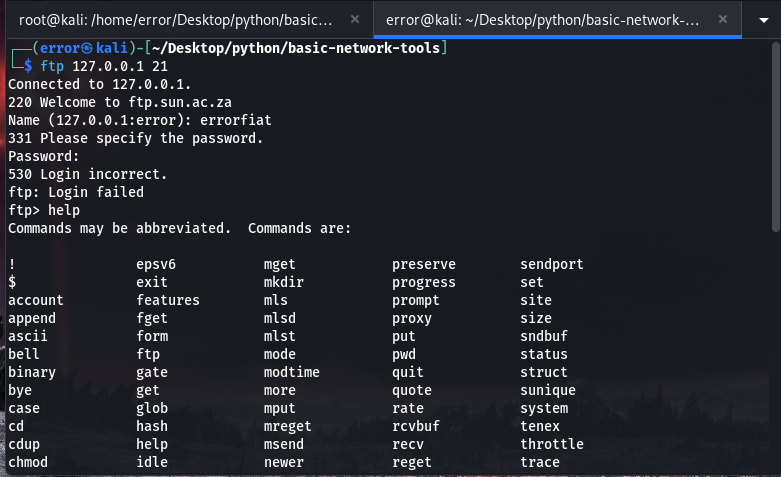 root@kali: /home/error/Desktop/python/basic...
error@kali: ~/Desktop/python/basic-network-...
(error㉿kali)-[~/Desktop/python/basic-network-tools]
$ ftp 127.0.0.1 21
Connected to 127.0.0.1.
220 Welcome to ftp.sun.ac.za
Name (127.0.0.1:error): errorfiat
331 Please specify the password.
Password:
530 Login incorrect.
ftp: Login failed
ftp> help
Commands may be abbreviated.  Commands are:
! epsv6 mget preserve sendport
$ exit mkdir progress set
account features mls prompt site
append fget mlsd proxy size
ascii form mlst put sndbuf
bell ftp mode pwd status
binary gate modtime quit struct
bye get more quote sunique
case glob mput rate system
cd hash mreget rcvbuf tenex
cdup help msend recv throttle
chmod idle newer reget trace